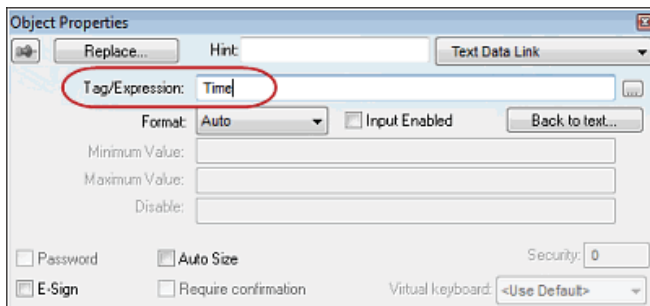 Object Properties
Replace... Hint: Text Data Link
Tag/Expression: Time ...
Format: Auto Input Enabled Back to text...
Minimum Value:
Maximum Value:
Disable:
Password Auto Size Security: 0
E-Sign Require confirmation Virtual keyboard: <Use Default>